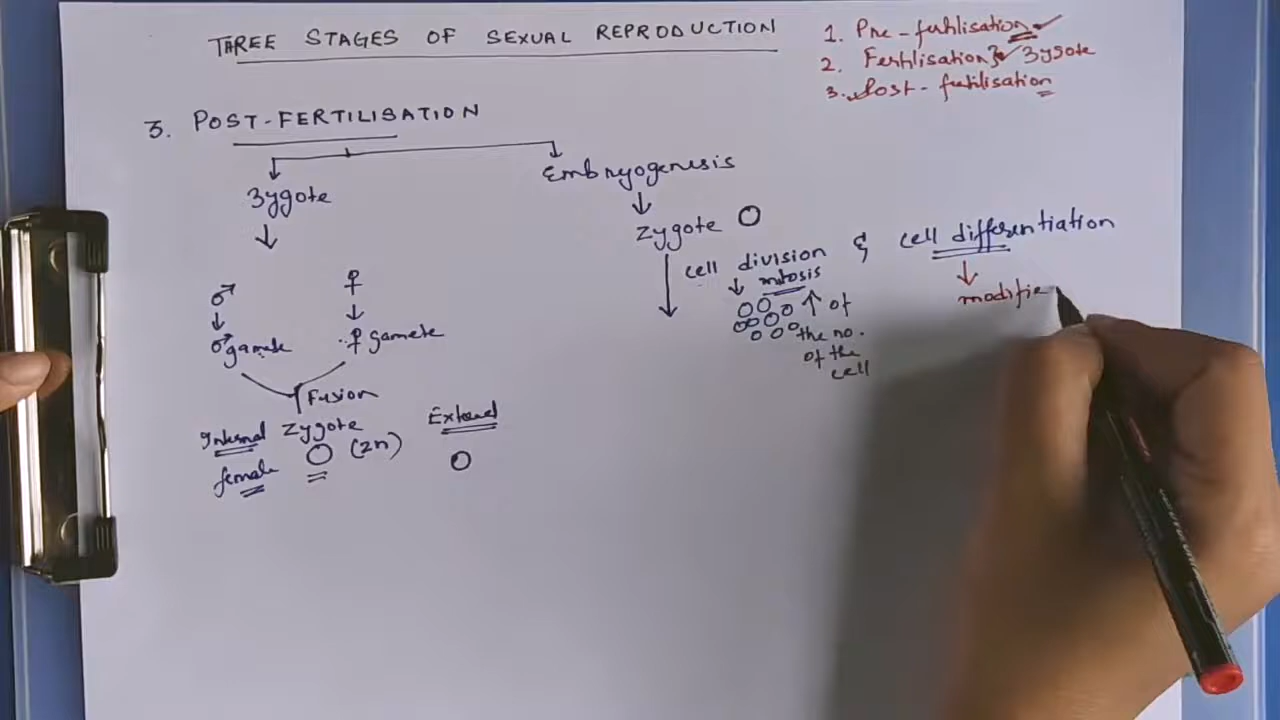 THREE STAGES OF SEXUAL REPRODUCTION
1. Pre-fertilisation
2. Fertilisation} Zygote
3. Post-fertilisation
3. POST-FERTILISATION
Zygote
♂ ♀
♂gamete ♀gamete
Fusion
Internal Zygote External
female (2n)
Embryogenesis
Zygote
cell division & cell differentiation
mitosis
↑ of
the no.
of the
cell
modifie